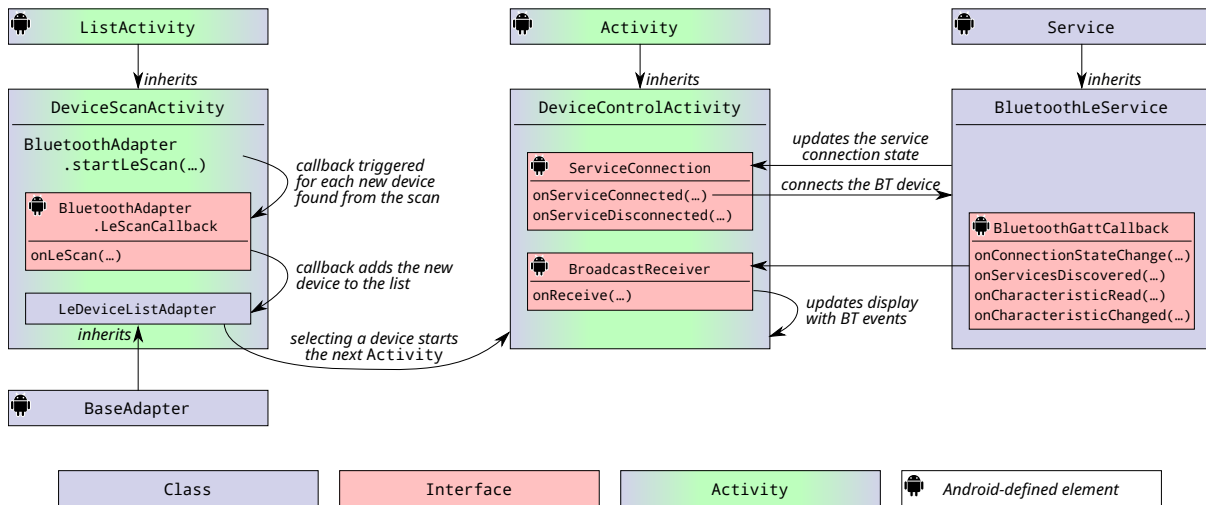 ListActivity
inherits
DeviceScanActivity
BluetoothAdapter
.startLeScan(…)
callback triggered
for each new device
found from the scan
BluetoothAdapter
.LeScanCallback
onLeScan(…)
callback adds the new
device to the list
LeDeviceListAdapter
inherits
BaseAdapter
selecting a device starts
the next Activity
Activity
inherits
DeviceControlActivity
ServiceConnection
onServiceConnected(…)
onServiceDisconnected(…)
BroadcastReceiver
onReceive(…)
updates display
with BT events
updates the service
connection state
connects the BT device
Service
inherits
BluetoothLeService
BluetoothGattCallback
onConnectionStateChange(…)
onServicesDiscovered(…)
onCharacteristicRead(…)
onCharacteristicChanged(…)
Class
Interface
Activity
Android-defined element